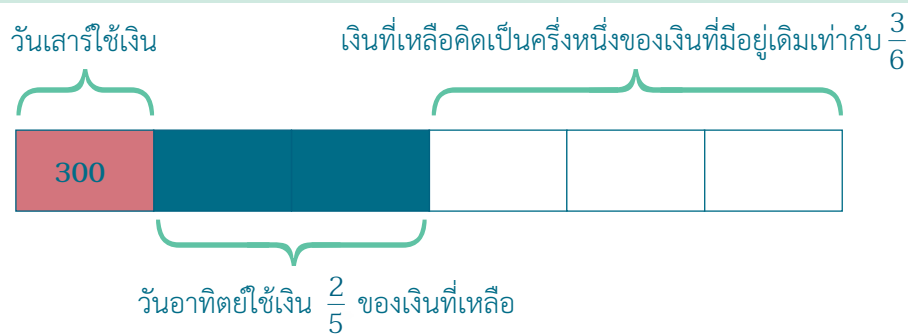 วันเสาร์ใช้เงิน
เงินที่เหลือคิดเป็นครึ่งหนึ่งของเงินที่มีอยู่เดิมเท่ากับ 3/6
300
วันอาทิตย์ใช้เงิน 2/5 ของเงินที่เหลือ